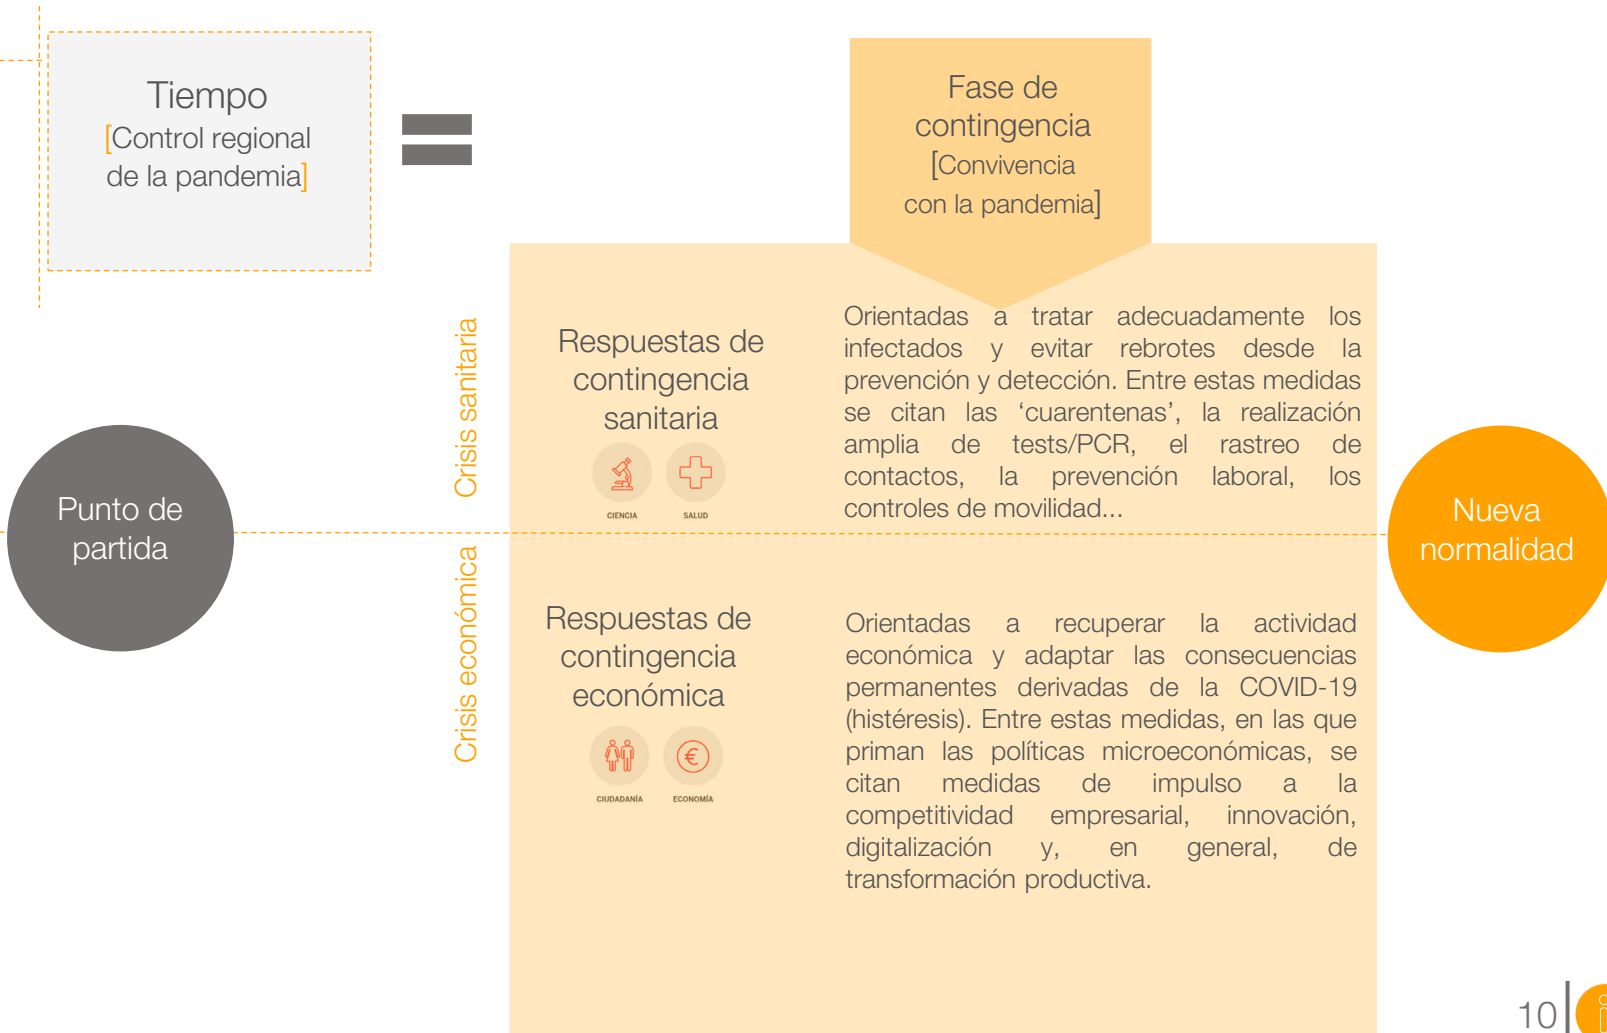 Tiempo
[Control regional
de la pandemia]
Fase de
contingencia
[Convivencia
con la pandemia]
Crisis sanitaria
Respuestas de
contingencia
sanitaria
CIENCIA
SALUD
Orientadas a tratar adecuadamente los
infectados y evitar rebrotes desde la
prevención y detección. Entre estas medidas
se citan las ‘cuarentenas’, la realización
amplia de tests/PCR, el rastreo de
contactos, la prevención laboral, los
controles de movilidad...
Punto de
partida
Nueva
normalidad
Crisis económica
Respuestas de
contingencia
económica
CIUDADANÍA
ECONOMÍA
Orientadas a recuperar la actividad
económica y adaptar las consecuencias
permanentes derivadas de la COVID-19
(histéresis). Entre estas medidas, en las que
priman las políticas microeconómicas, se
citan medidas de impulso a la
competitividad empresarial, innovación,
digitalización y, en general, de
transformación productiva.
10